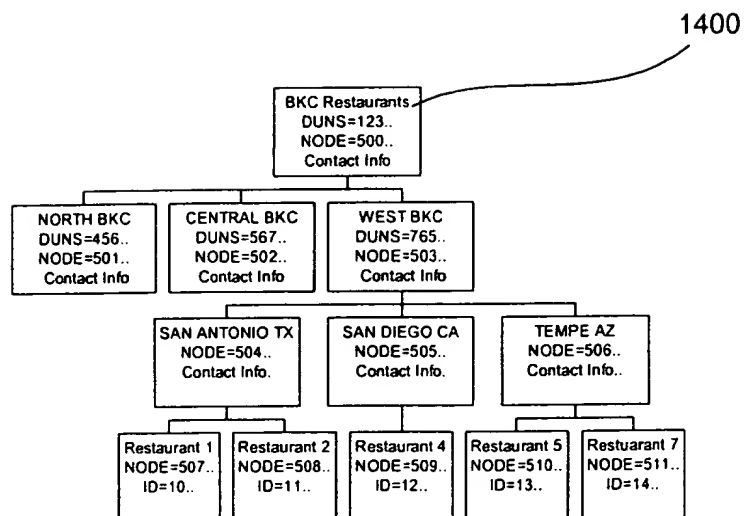 1400
BKC Restaurants
DUNS=123..
NODE=500..
Contact Info
NORTH BKC
DUNS=456..
NODE=501..
Contact Info
CENTRAL BKC
DUNS=567..
NODE=502..
Contact Info
WEST BKC
DUNS=765..
NODE=503..
Contact Info
SAN ANTONIO TX
NODE=504..
Contact Info.
SAN DIEGO CA
NODE=505..
Contact Info.
TEMPE AZ
NODE=506..
Contact Info..
Restaurant 1
NODE=507..
ID=10..
Restaurant 2
NODE=508..
ID=11..
Restaurant 4
NODE=509..
ID=12..
Restaurant 5
NODE=510..
ID=13..
Restuarant 7
NODE=511..
ID=14..